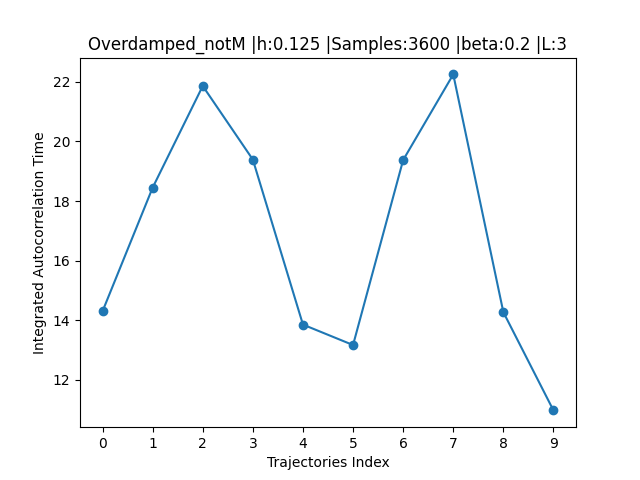 Overdamped_notM |h:0.125 |Samples:3600 |beta:0.2 |L:3
Integrated Autocorrelation Time
22
20
18
16
14
12
0 1 2 3 4 5 6 7 8 9
Trajectories Index